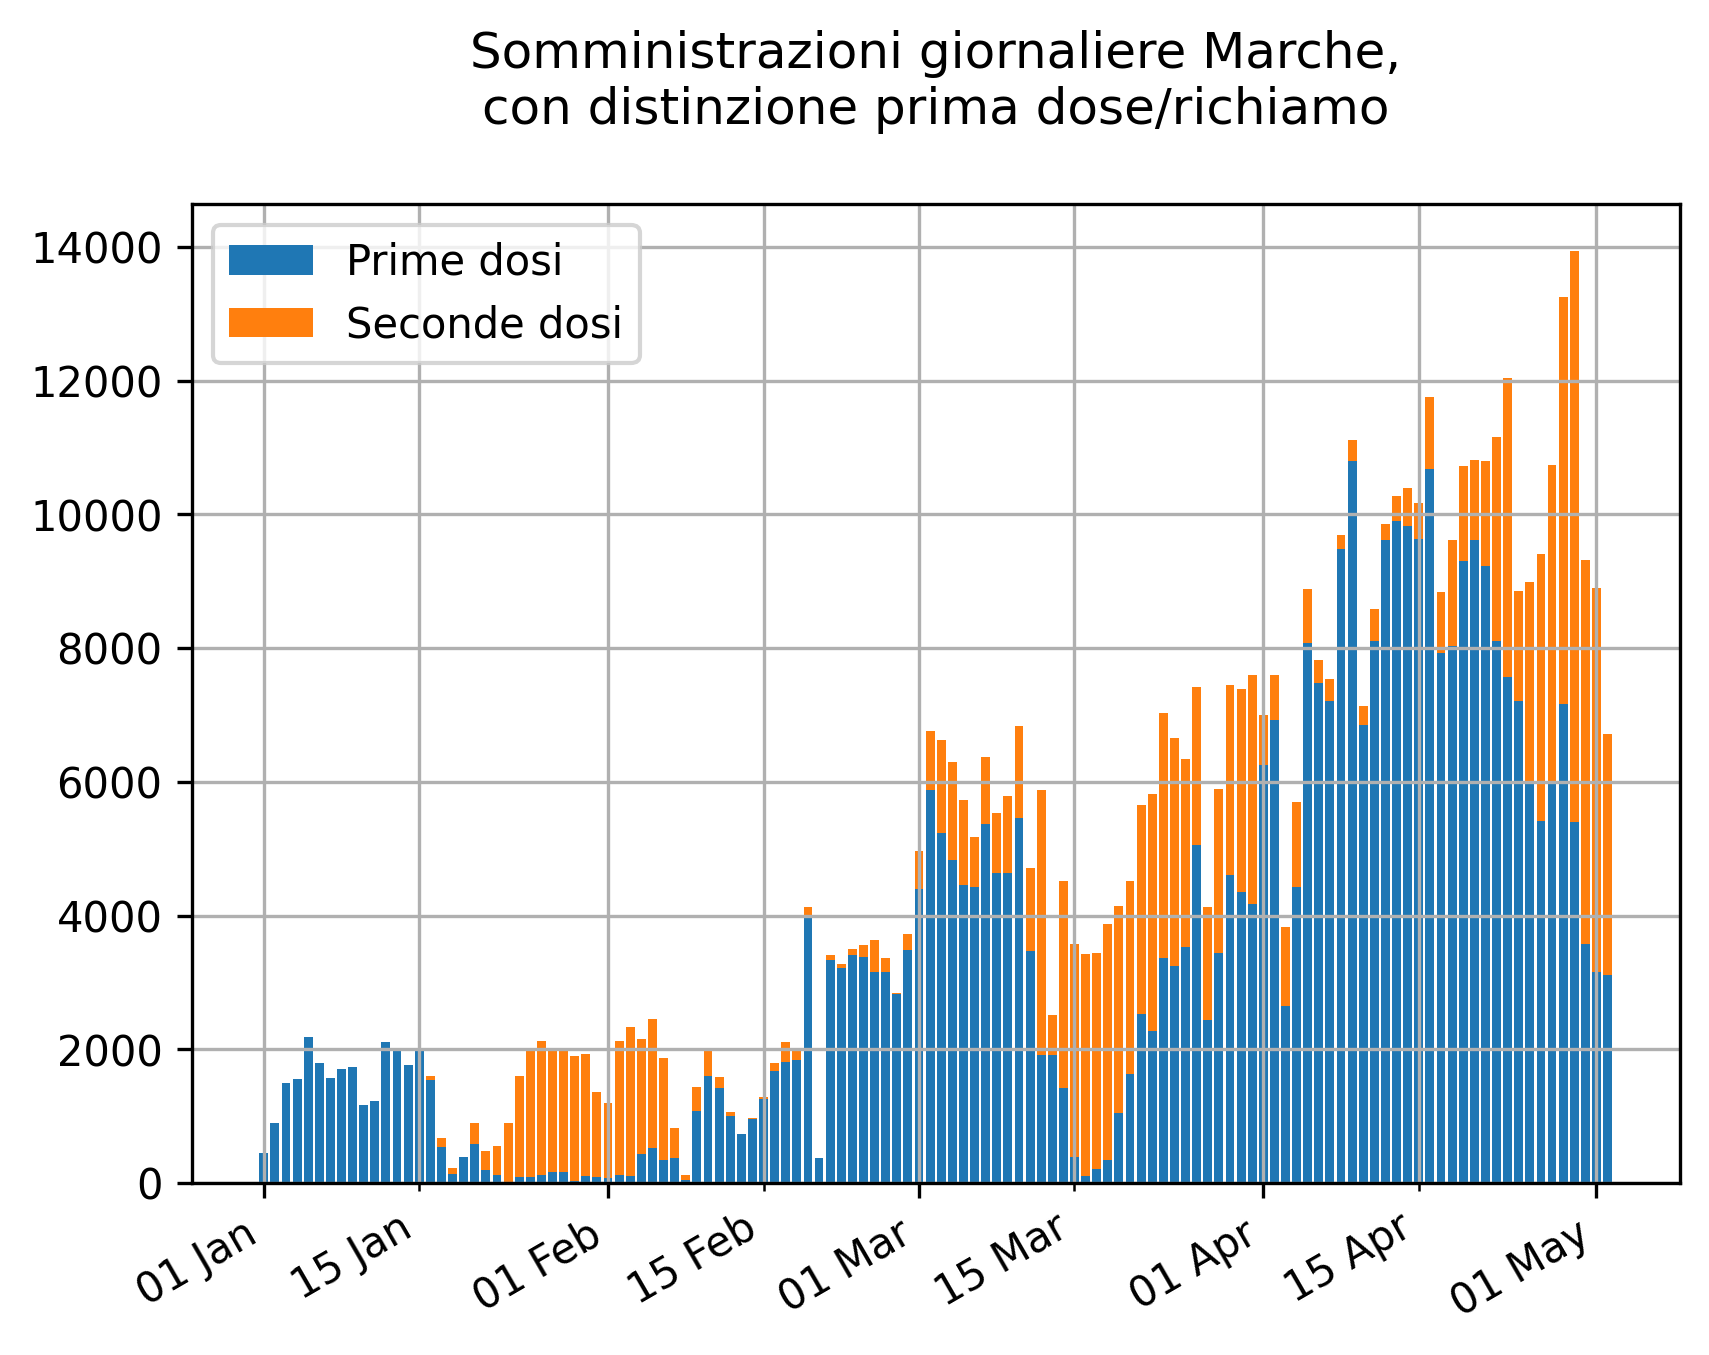 Somministrazioni giornaliere Marche,
con distinzione prima dose/richiamo
Prime dosi
Seconde dosi
14000
12000
10000
8000
6000
4000
2000
0
01 Jan
15 Jan
01 Feb
15 Feb
01 Mar
15 Mar
01 Apr
15 Apr
01 May